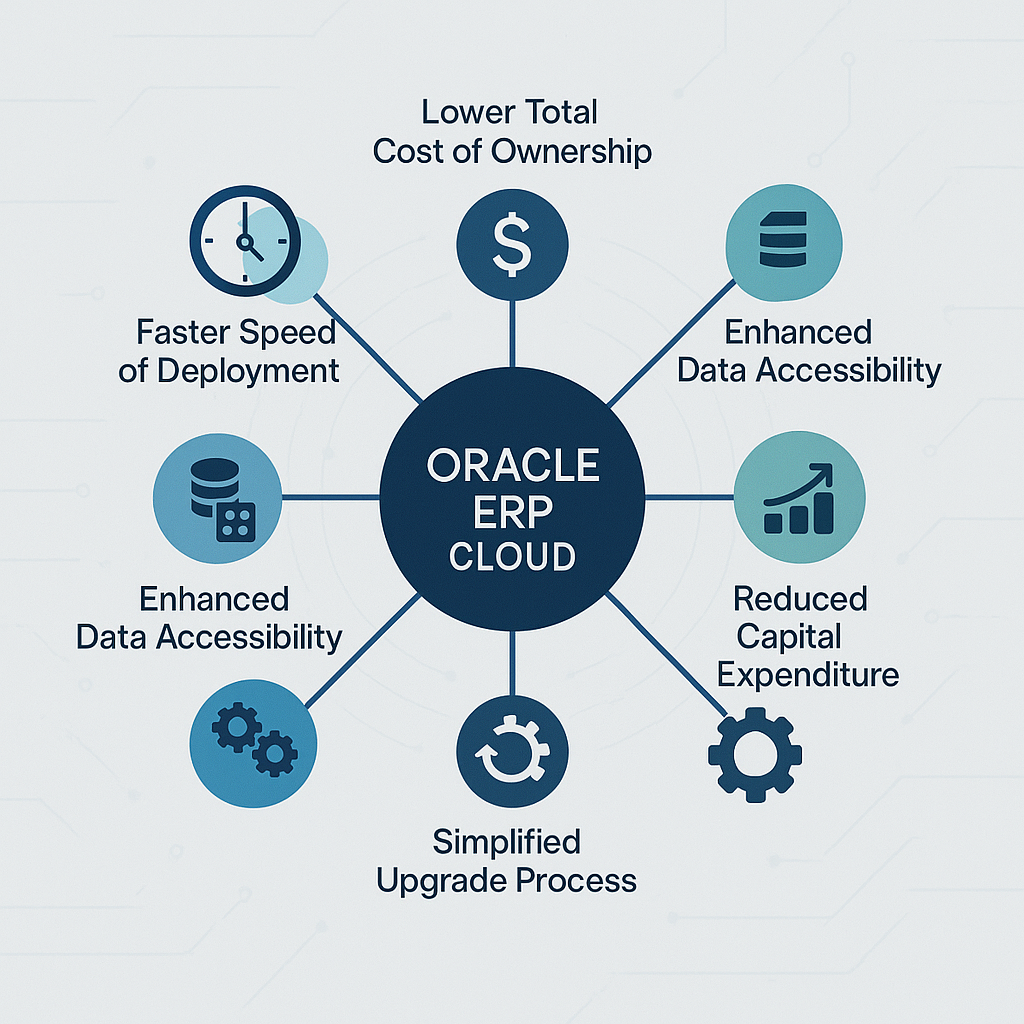 Lower Total
Cost of Ownership
$
Faster Speed
of Deployment
Enhanced
Data Accessibility
ORACLE
ERP
CLOUD
Enhanced
Data Accessibility
Reduced
Capital
Expenditure
Simplified
Upgrade Process